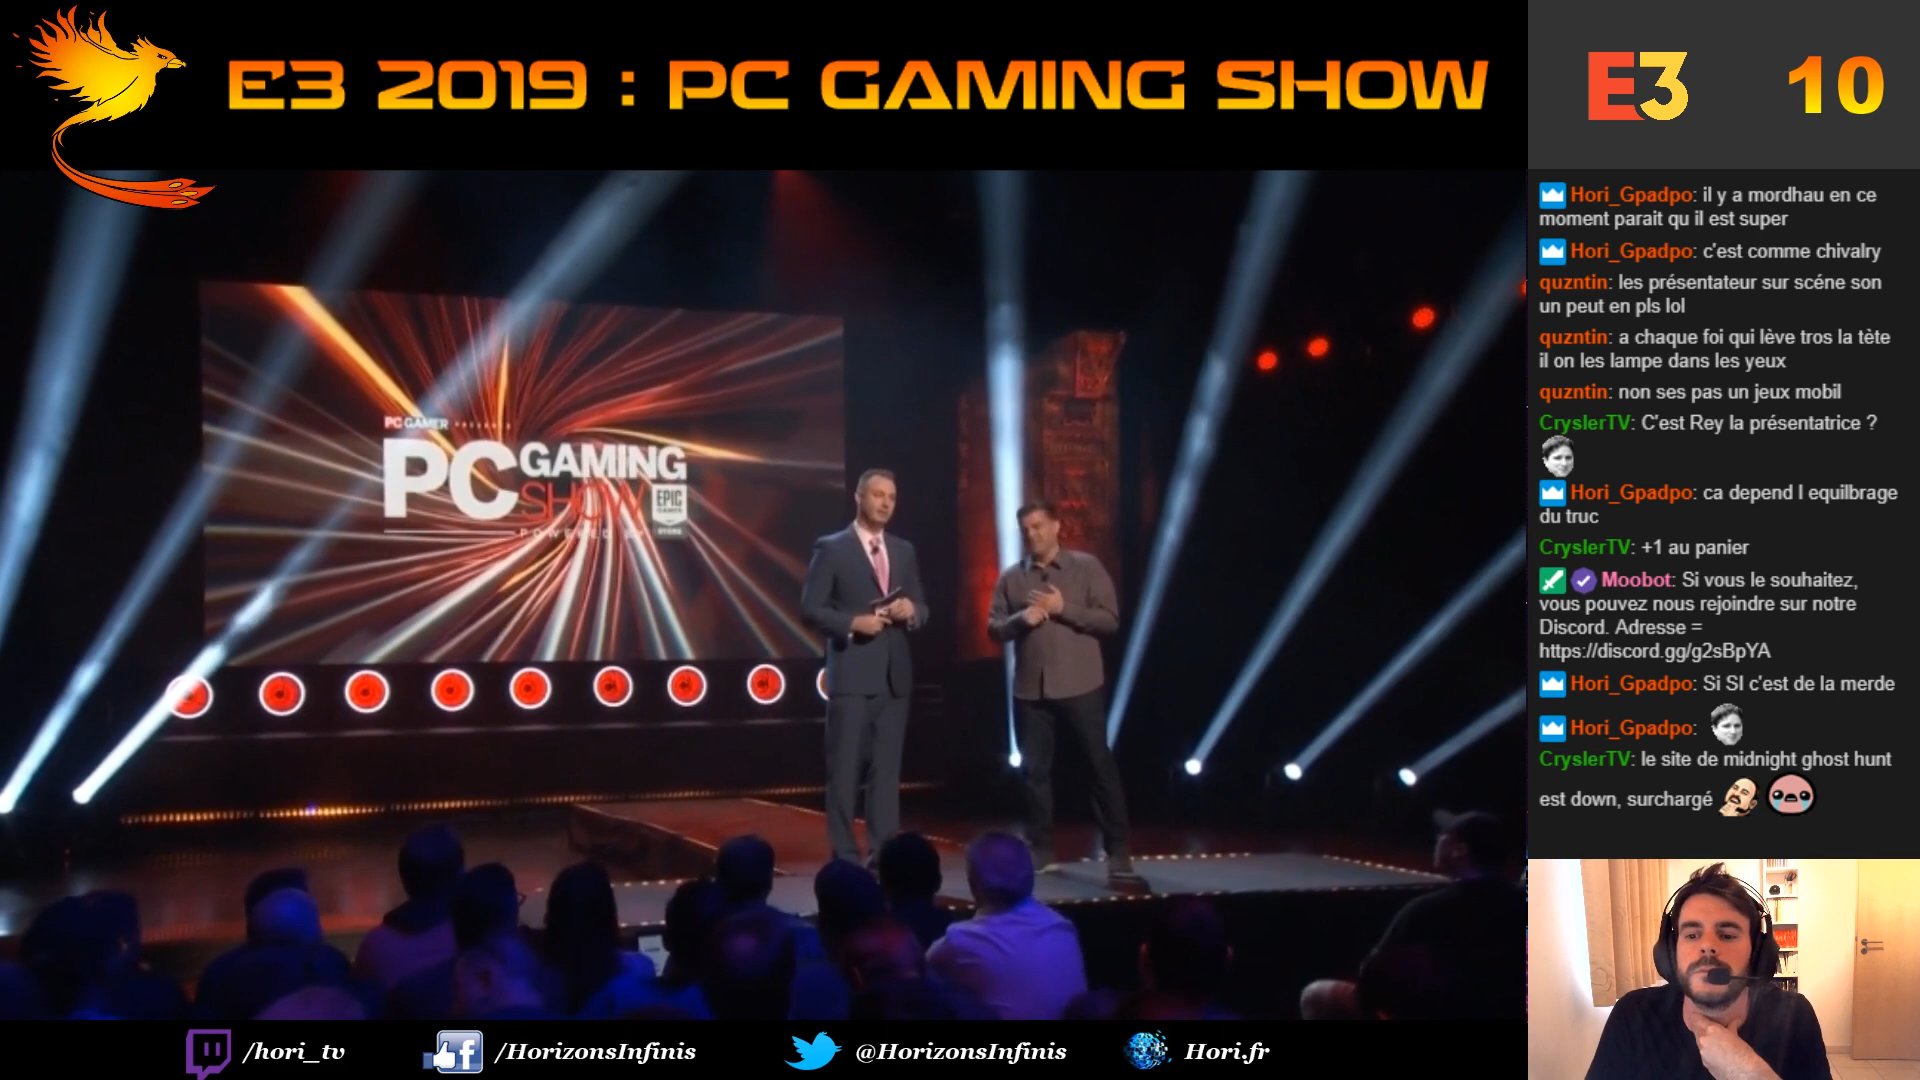 E3 2019 : PC GAMING SHOW
E3
10
PC GAMER PRESENTS
PC GAMING
SHOW
EPIC
GAMES
STORE
POWERED BY
Hori_Gpadpo: il y a mordhau en ce
moment parait qu il est super
Hori_Gpadpo: c'est comme chivalry
quzntin: les présentateur sur scéne son
un peut en pls lol
quzntin: a chaque foi qui lève tros la tète
il on les lampe dans les yeux
quzntin: non ses pas un jeux mobil
CryslerTV: C'est Rey la présentatrice ?
Hori_Gpadpo: ca depend l equilbrage
du truc
CryslerTV: +1 au panier
Moobot: Si vous le souhaitez,
vous pouvez nous rejoindre sur notre
Discord. Adresse =
https://discord.gg/g2sBpYA
Hori_Gpadpo: Si SI c'est de la merde
Hori_Gpadpo:
CryslerTV: le site de midnight ghost hunt
est down, surchargé
/hori_tv
/HorizonsInfinis
@HorizonsInfinis
Hori.fr